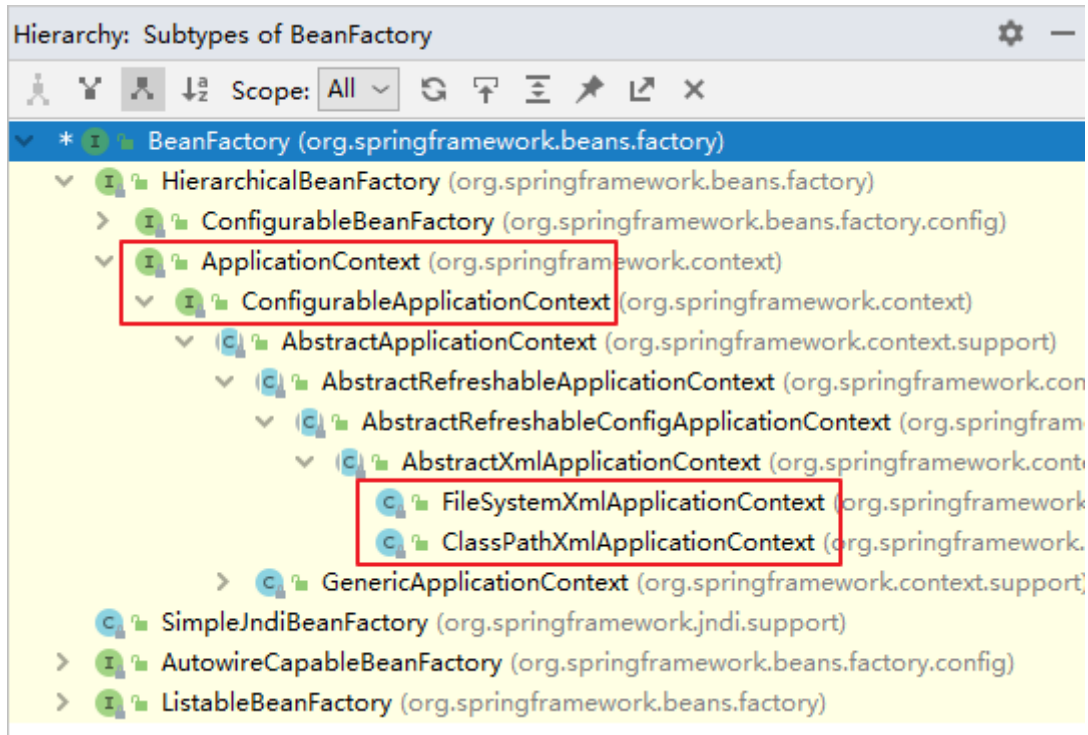 Hierarchy: Subtypes of BeanFactory
Scope: All
* BeanFactory (org.springframework.beans.factory)
HierarchicalBeanFactory (org.springframework.beans.factory)
ConfigurableBeanFactory (org.springframework.beans.factory.config)
ApplicationContext (org.springframework.context)
ConfigurableApplicationContext (org.springframework.context)
AbstractApplicationContext (org.springframework.context.support)
AbstractRefreshableApplicationContext (org.springframework.con
AbstractRefreshableConfigApplicationContext (org.springfram
AbstractXmlApplicationContext (org.springframework.conte
FileSystemXmlApplicationContext (org.springframework
ClassPathXmlApplicationContext (org.springframework.
GenericApplicationContext (org.springframework.context.support)
SimpleJndiBeanFactory (org.springframework.jndi.support)
AutowireCapableBeanFactory (org.springframework.beans.factory.config)
ListableBeanFactory (org.springframework.beans.factory)